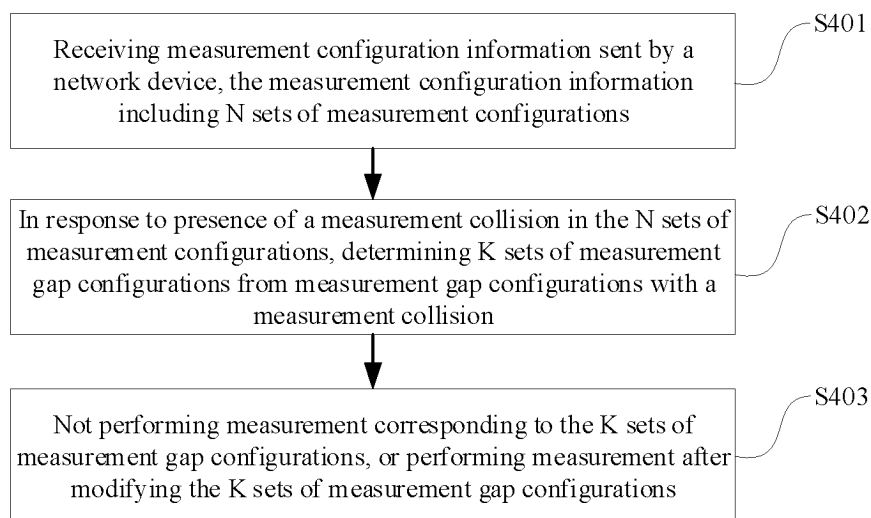 S401
Receiving measurement configuration information sent by a
network device, the measurement configuration information
including N sets of measurement configurations
S402
In response to presence of a measurement collision in the N sets of
measurement configurations, determining K sets of measurement
gap configurations from measurement gap configurations with a
measurement collision
S403
Not performing measurement corresponding to the K sets of
measurement gap configurations, or performing measurement after
modifying the K sets of measurement gap configurations